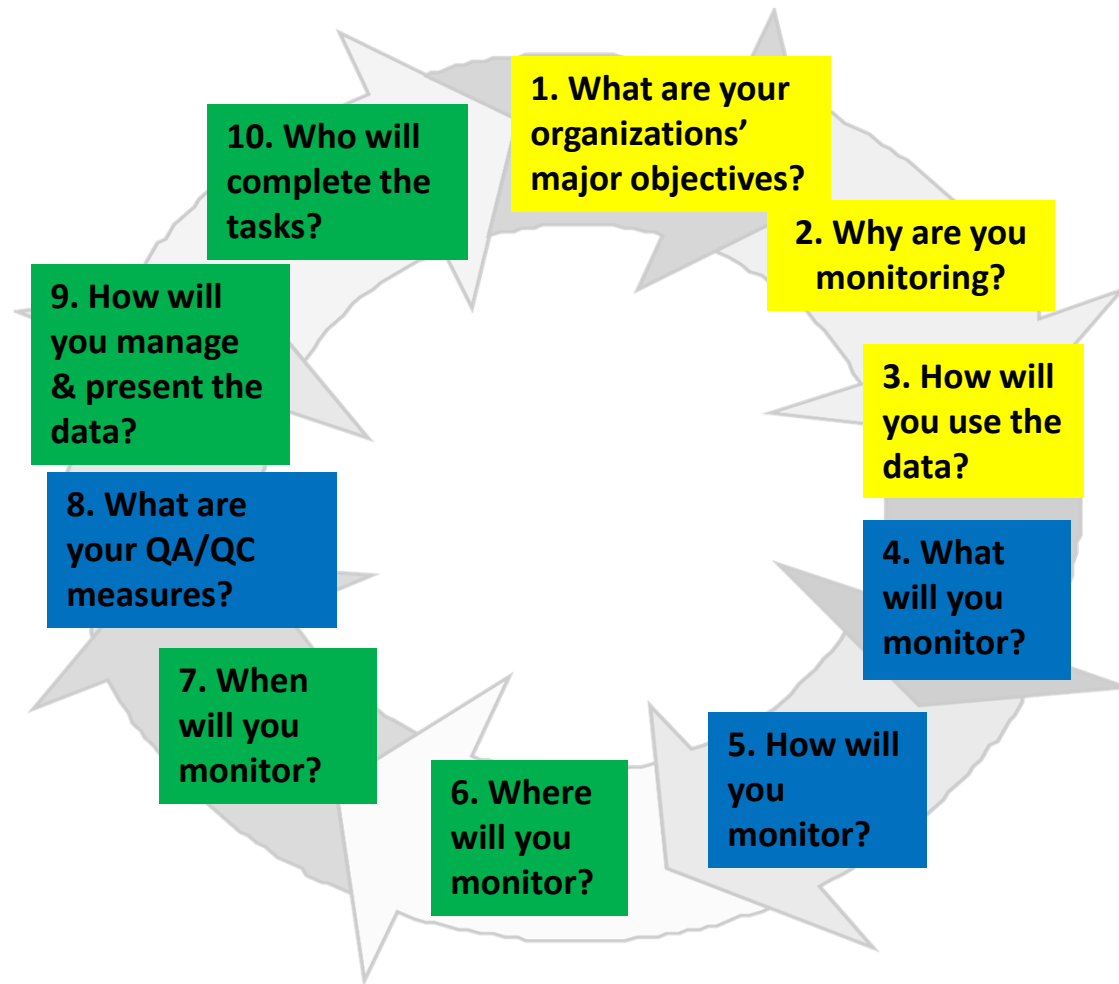 1. What are your
organizations’
major objectives?
2. Why are you
monitoring?
3. How will
you use the
data?
4. What
will you
monitor?
5. How will
you
monitor?
6. Where
will you
monitor?
7. When
will you
monitor?
8. What are
your QA/QC
measures?
9. How will
you manage
& present the
data?
10. Who will
complete the
tasks?